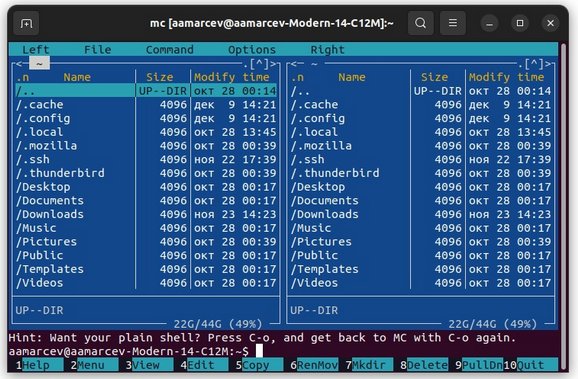 mc [aamarcev@aamarcev-Modern-14-C12M]:~
Left File Command Options Right
<─ ~ .[^]> <─ ~ .[^]>
.n Name Size Modify time .n Name Size Modify time
/.. UP--DIR окт 28 00:14 /.. UP--DIR окт 28 00:14
/.cache 4096 дек 9 14:21 /.cache 4096 дек 9 14:21
/.config 4096 дек 9 14:21 /.config 4096 дек 9 14:21
/.local 4096 окт 28 13:45 /.local 4096 окт 28 13:45
/.mozilla 4096 окт 28 00:39 /.mozilla 4096 окт 28 00:39
/.ssh 4096 ноя 22 17:39 /.ssh 4096 ноя 22 17:39
/.thunderbird 4096 окт 28 00:39 /.thunderbird 4096 окт 28 00:39
/Desktop 4096 окт 28 00:17 /Desktop 4096 окт 28 00:17
/Documents 4096 окт 28 00:17 /Documents 4096 окт 28 00:17
/Downloads 4096 ноя 23 14:23 /Downloads 4096 ноя 23 14:23
/Music 4096 окт 28 00:17 /Music 4096 окт 28 00:17
/Pictures 4096 окт 28 00:39 /Pictures 4096 окт 28 00:39
/Public 4096 окт 28 00:17 /Public 4096 окт 28 00:17
/Templates 4096 окт 28 00:17 /Templates 4096 окт 28 00:17
/Videos 4096 окт 28 00:17 /Videos 4096 окт 28 00:17
UP--DIR UP--DIR
22G/44G (49%) 22G/44G (49%)
Hint: Want your plain shell? Press C-o, and get back to MC with C-o again.
aamarcev@aamarcev-Modern-14-C12M:~$
1Help 2Menu 3View 4Edit 5Copy 6RenMov 7Mkdir 8Delete 9PullDn 10Quit